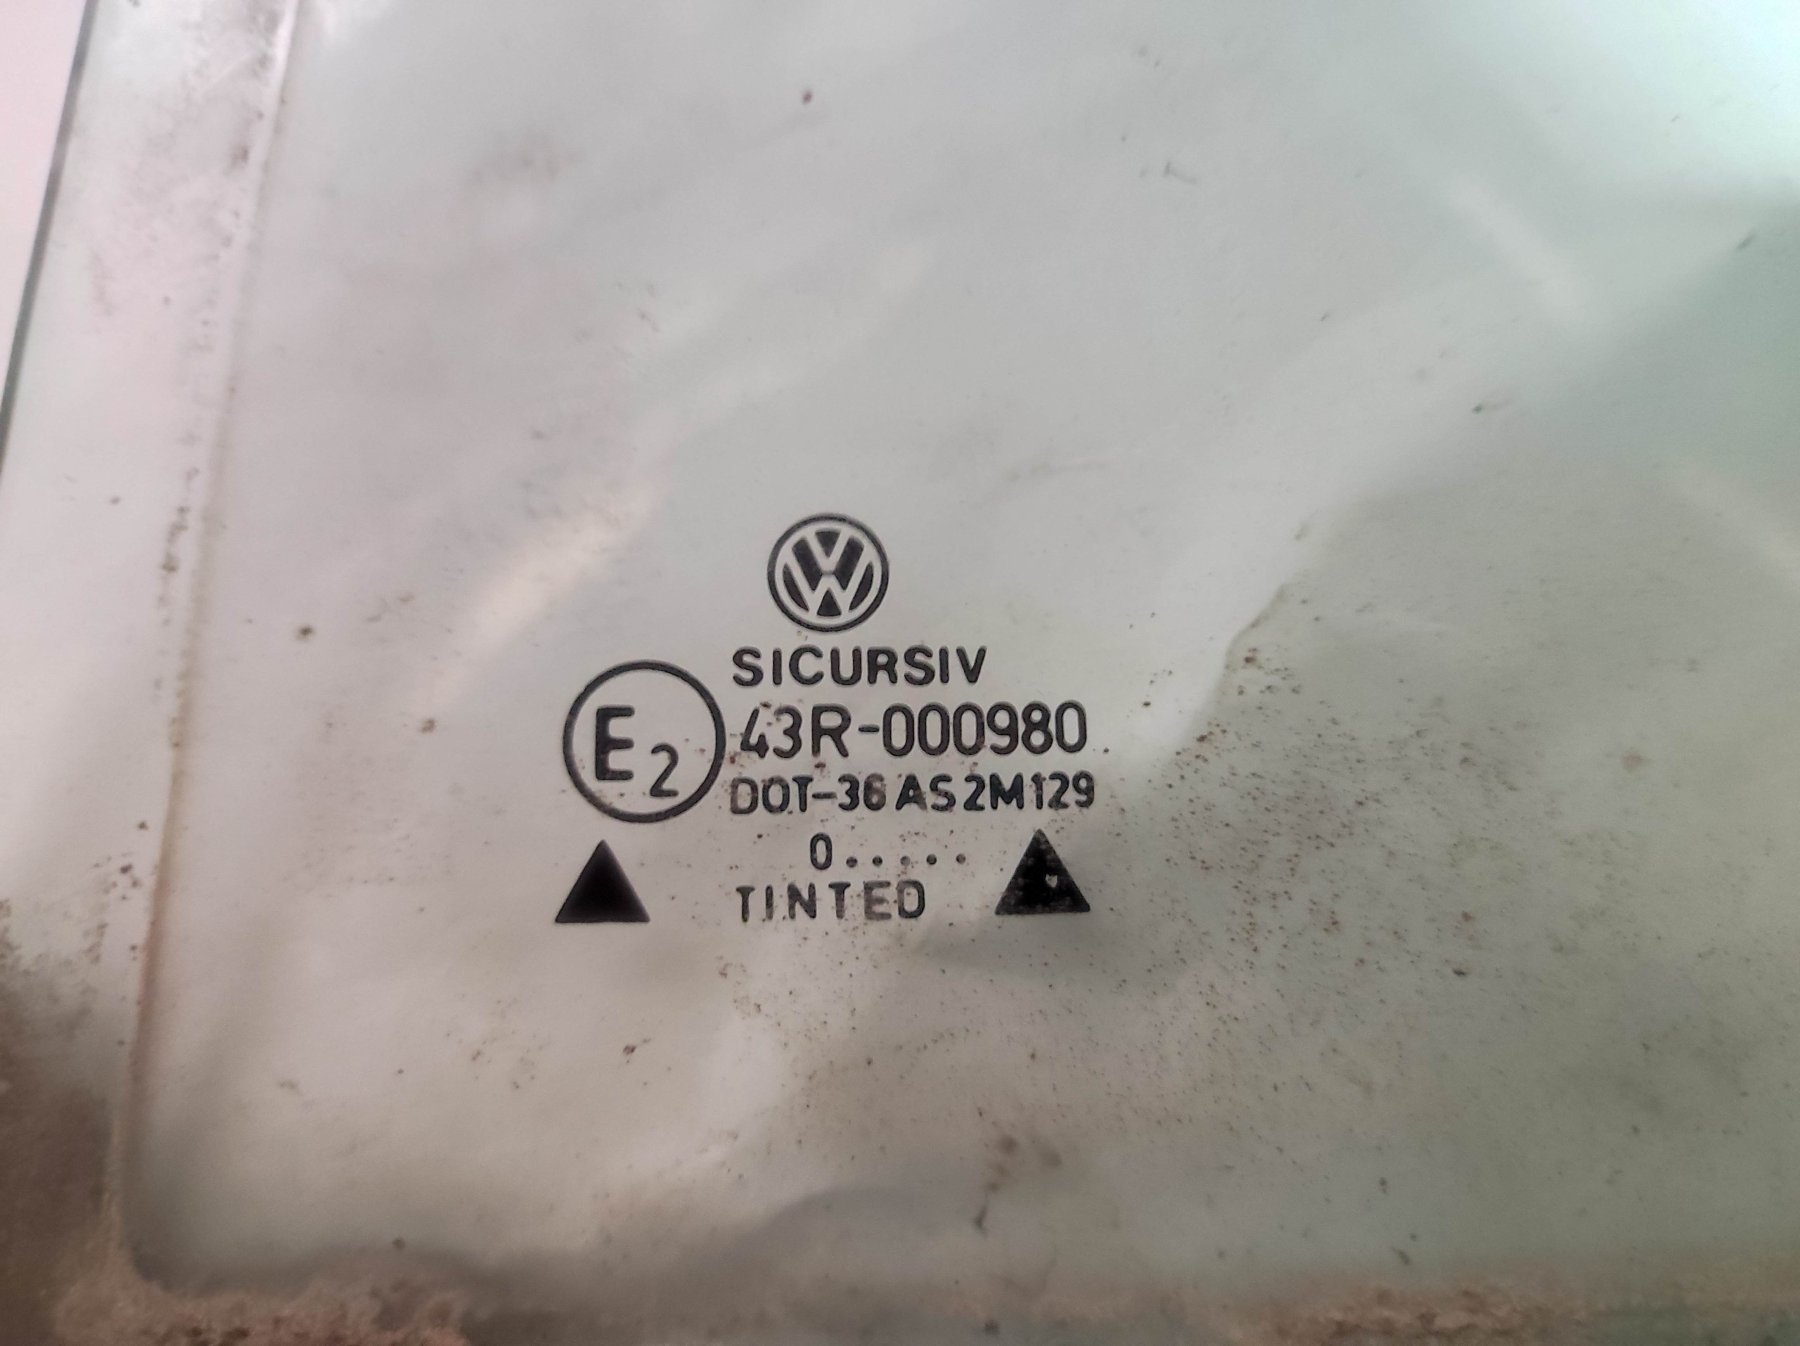 SICURSIV
E2 43R-000980
DOT-36 AS2M129
0.....
TINTED